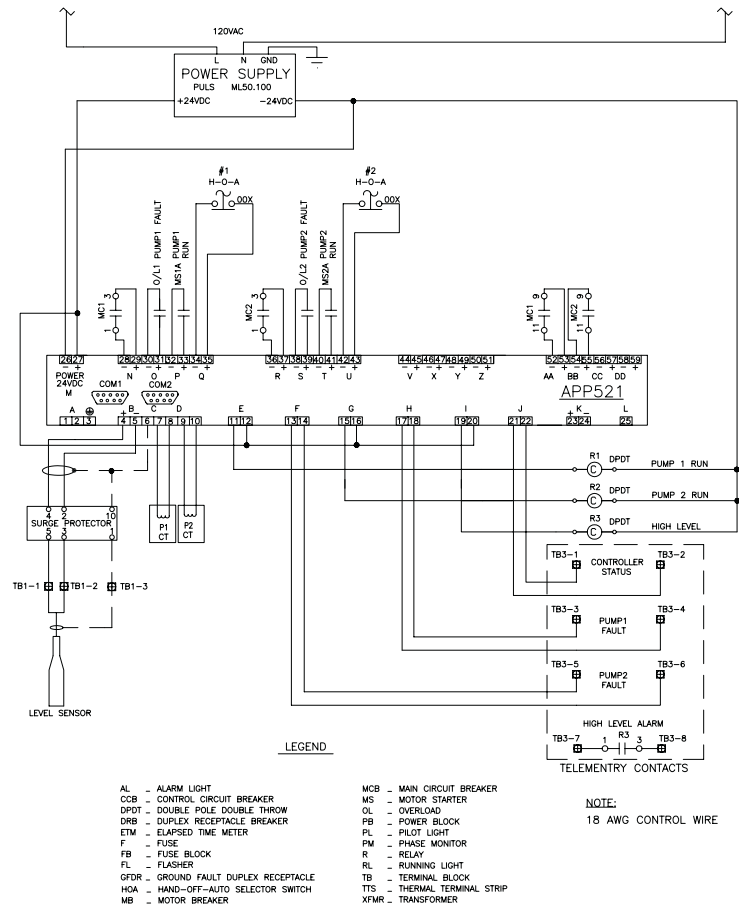 120VAC
L N GND
POWER SUPPLY
PULS ML50.100
+24VDC -24VDC
#1
H-O-A
OOX
#2
H-O-A
OOX
MC1
3
1
O/L1 PUMP1 FAULT
MS1A PUMP1
RUN
MC2
3
1
O/L2 PUMP2 FAULT
MS2A PUMP2
RUN
MC1
9
11
MC2
9
11
26 27 28 29 30 31 32 33 34 35 36 37 38 39 40 41 42 43 44 45 46 47 48 49 50 51 52 53 54 55 56 57 58 59
- + - + - + - + - + - + - + - + - + - + - + - + - + - + - + - + - +
POWER
24VDC
M
N O P Q R S T U V X Y Z AA BB CC DD
COM1 COM2
APP521
A B C D E F G H I J K L
+ -
+ -
1 2 3 4 5 6 7 8 9 10 11 12 13 14 15 16 17 18 19 20 21 22 23 24 25
R1
C
DPDT
PUMP 1 RUN
R2
C
DPDT
PUMP 2 RUN
R3
C
DPDT
HIGH LEVEL
4 2 10
SURGE PROTECTOR
5 3 1
P1
CT
P2
CT
TB1-1 TB1-2 TB1-3
LEVEL SENSOR
TB3-1 TB3-2
CONTROLLER
STATUS
TB3-3 TB3-4
PUMP1
FAULT
TB3-5 TB3-6
PUMP2
FAULT
HIGH LEVEL ALARM
TB3-7 1 R3 3 TB3-8
TELEMENTRY CONTACTS
LEGEND
AL - ALARM LIGHT
CCB - CONTROL CIRCUIT BREAKER
DPDT - DOUBLE POLE DOUBLE THROW
DRB - DUPLEX RECEPTACLE BREAKER
ETM - ELAPSED TIME METER
F - FUSE
FB - FUSE BLOCK
FL - FLASHER
GFDR - GROUND FAULT DUPLEX RECEPTACLE
HOA - HAND-OFF-AUTO SELECTOR SWITCH
MB - MOTOR BREAKER
MCB - MAIN CIRCUIT BREAKER
MS - MOTOR STARTER
OL - OVERLOAD
PB - POWER BLOCK
PL - PILOT LIGHT
PM - PHASE MONITOR
R - RELAY
RL - RUNNING LIGHT
TB - TERMINAL BLOCK
TTS - THERMAL TERMINAL STRIP
XFMR - TRANSFORMER
NOTE:
18 AWG CONTROL WIRE